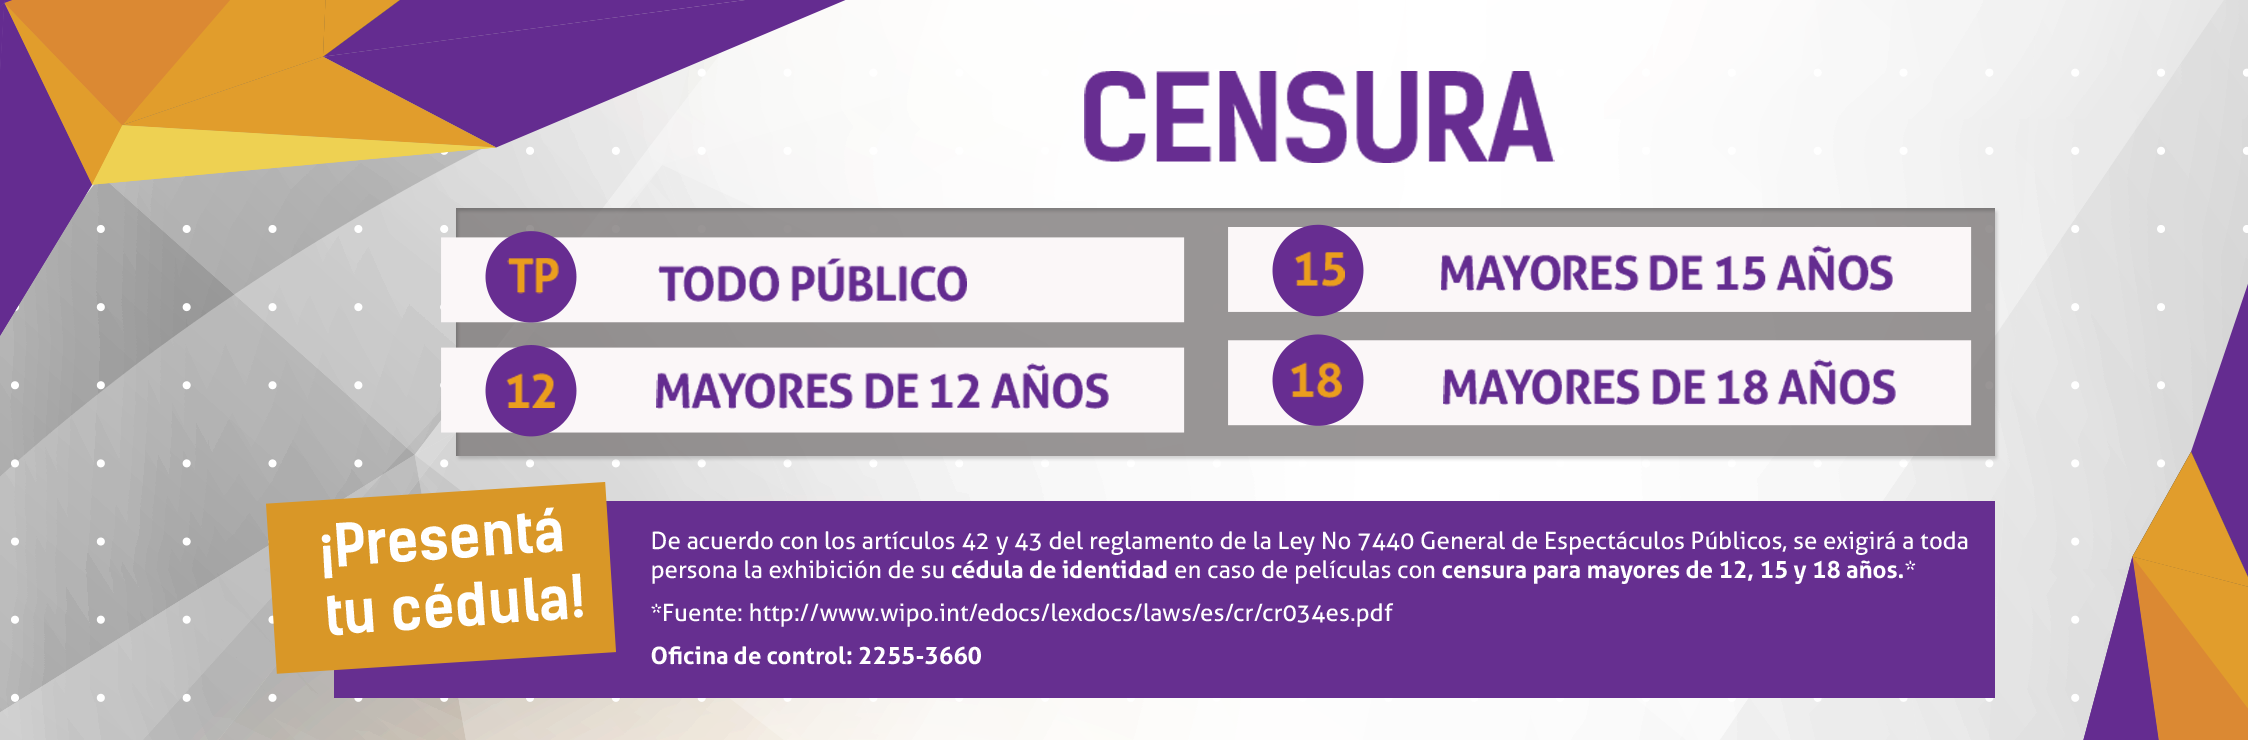 CENSURA
TP TODO PÚBLICO
12 MAYORES DE 12 AÑOS
15 MAYORES DE 15 AÑOS
18 MAYORES DE 18 AÑOS
¡Presentá
tu cédula!
De acuerdo con los artículos 42 y 43 del reglamento de la Ley No 7440 General de Espectáculos Públicos, se exigirá a toda
persona la exhibición de su cédula de identidad en caso de películas con censura para mayores de 12, 15 y 18 años.*
*Fuente: http://www.wipo.int/edocs/lexdocs/laws/es/cr/cr034es.pdf
Oficina de control: 2255-3660